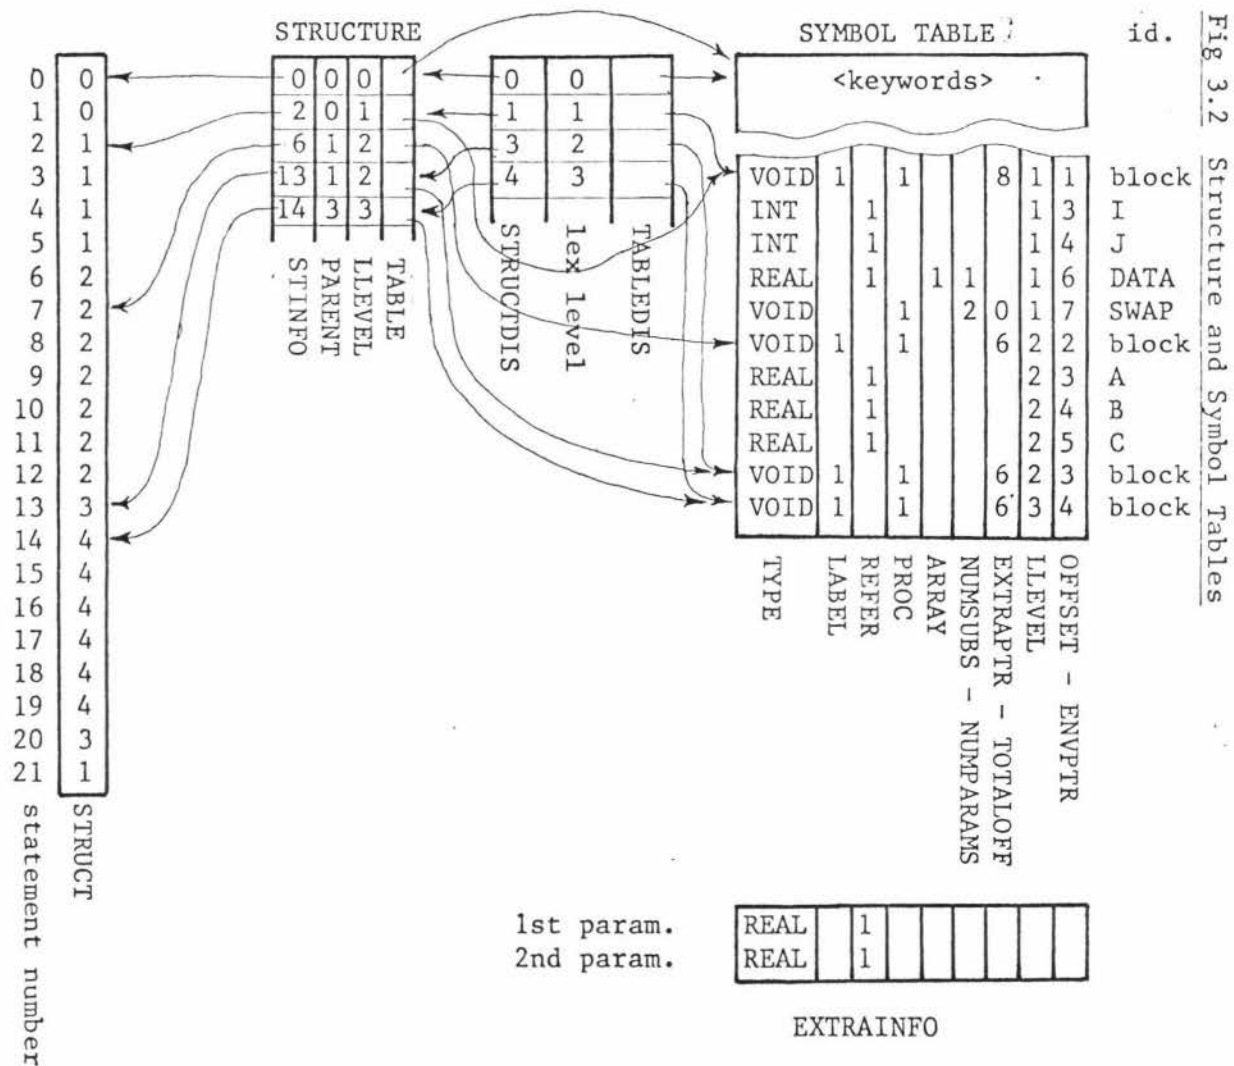 Fig 3.2 Structure and Symbol Tables
STRUCTURE
0 0 0
2 0 1
6 1 2
13 1 2
14 3 3
STINFO
PARENT
LLEVEL
TABLE
0 0
1 1
3 2
4 3
STRUCTDIS
lex level
TABLEDIS
SYMBOL TABLE id.
<keywords>
VOID 1 1 8 1 1 block
INT 1 1 3 I
INT 1 1 4 J
REAL 1 1 1 1 6 DATA
VOID 1 2 0 1 7 SWAP
VOID 1 1 6 2 2 block
REAL 1 2 3 A
REAL 1 2 4 B
REAL 1 2 5 C
VOID 1 1 6 2 3 block
VOID 1 1 6 3 4 block
TYPE
LABEL
REFER
PROC
ARRAY
NUMSUBS - NUMPARAMS
EXTRAPTR - TOTALOFF
LLEVEL
OFFSET - ENVPTR
0 0
1 0
2 1
3 1
4 1
5 1
6 2
7 2
8 2
9 2
10 2
11 2
12 2
13 3
14 4
15 4
16 4
17 4
18 4
19 4
20 3
21 1
statement number
STRUCT
1st param. REAL 1
2nd param. REAL 1
EXTRAINFO